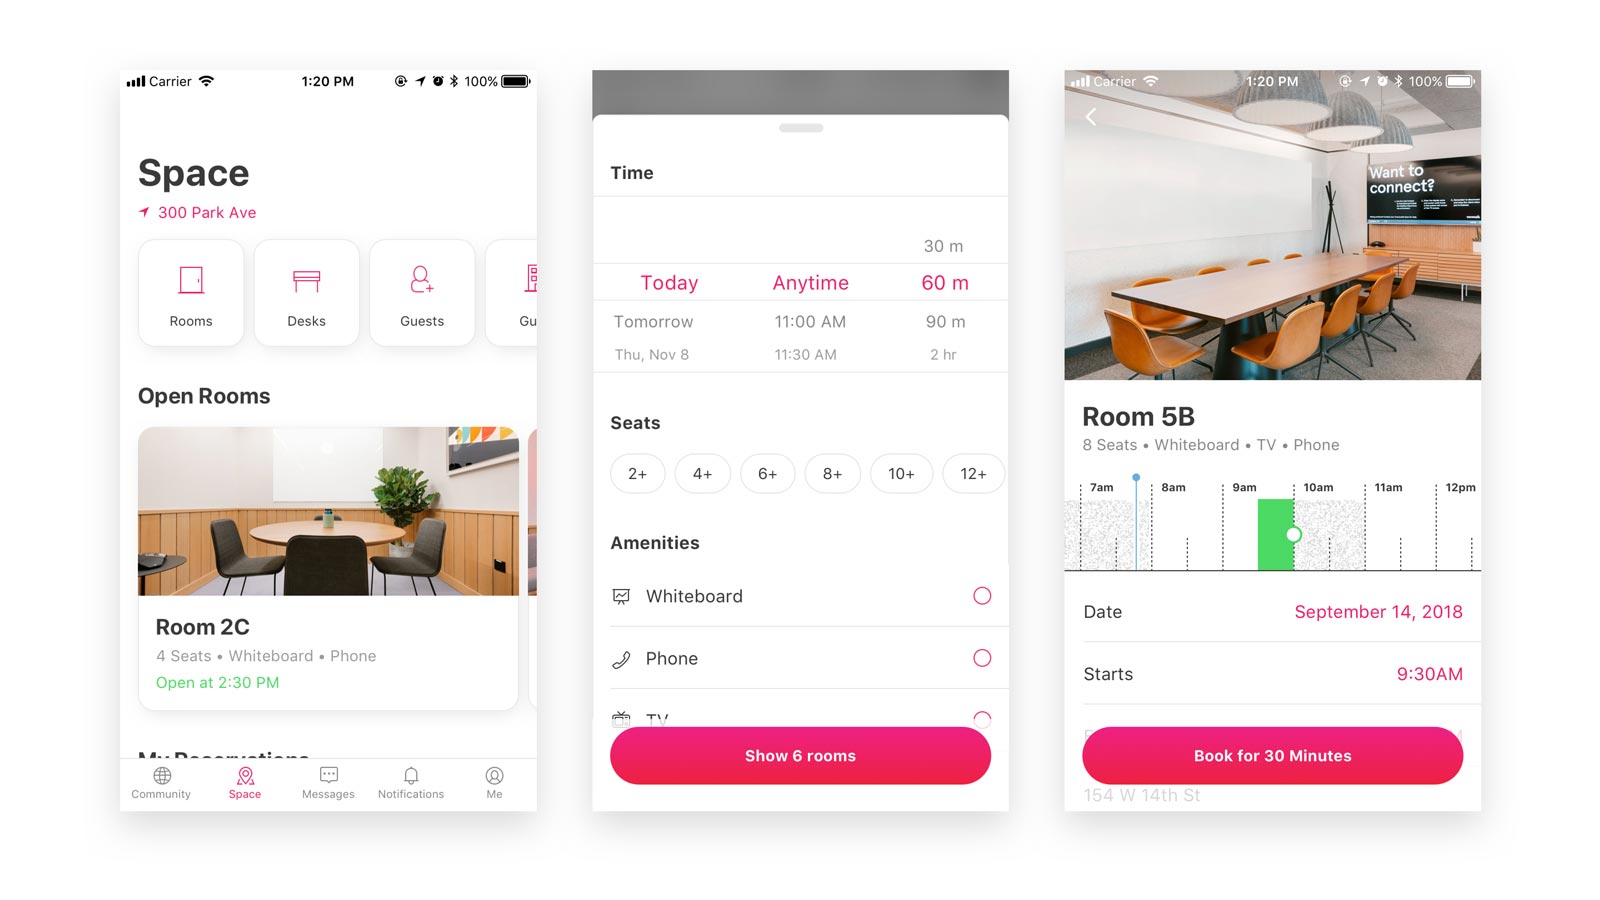 Carrier 1:20 PM 100%
Space
300 Park Ave
Rooms Desks Guests Gu
Open Rooms
Room 2C
4 Seats • Whiteboard • Phone
Open at 2:30 PM
My Reservations
Community Space Messages Notifications Me
Time
30 m
Today Anytime 60 m
Tomorrow 11:00 AM 90 m
Thu, Nov 8 11:30 AM 2 hr
Seats
2+ 4+ 6+ 8+ 10+ 12+
Amenities
Whiteboard
Phone
TV
Show 6 rooms
Carrier 1:20 PM 100%
Want to
connect?
Room 5B
8 Seats • Whiteboard • TV • Phone
7am 8am 9am 10am 11am 12pm
Date September 14, 2018
Starts 9:30AM
Book for 30 Minutes
154 W 14th St